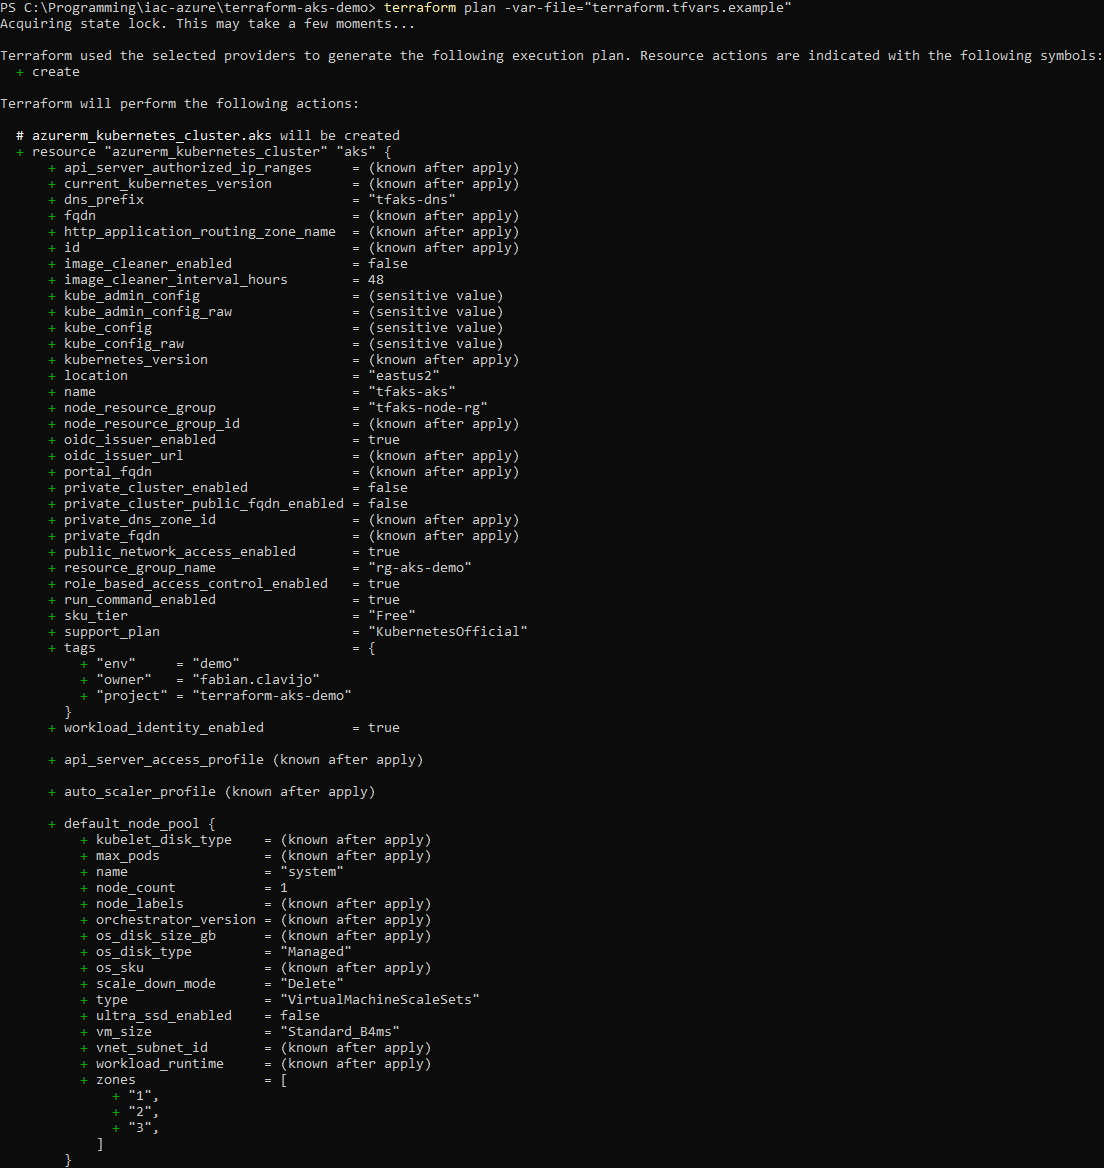 PS C:\Programming\iac-azure\terraform-aks-demo> terraform plan -var-file="terraform.tfvars.example"
Acquiring state lock. This may take a few moments...
Terraform used the selected providers to generate the following execution plan. Resource actions are indicated with the following symbols:
  + create
Terraform will perform the following actions:
  # azurerm_kubernetes_cluster.aks will be created
  + resource "azurerm_kubernetes_cluster" "aks" {
      + api_server_authorized_ip_ranges     = (known after apply)
      + current_kubernetes_version          = (known after apply)
      + dns_prefix                          = "tfaks-dns"
      + fqdn                                = (known after apply)
      + http_application_routing_zone_name  = (known after apply)
      + id                                  = (known after apply)
      + image_cleaner_enabled               = false
      + image_cleaner_interval_hours        = 48
      + kube_admin_config                   = (sensitive value)
      + kube_admin_config_raw               = (sensitive value)
      + kube_config                         = (sensitive value)
      + kube_config_raw                     = (sensitive value)
      + kubernetes_version                  = (known after apply)
      + location                            = "eastus2"
      + name                                = "tfaks-aks"
      + node_resource_group                 = "tfaks-node-rg"
      + node_resource_group_id              = (known after apply)
      + oidc_issuer_enabled                 = true
      + oidc_issuer_url                     = (known after apply)
      + portal_fqdn                         = (known after apply)
      + private_cluster_enabled             = false
      + private_cluster_public_fqdn_enabled = false
      + private_dns_zone_id                 = (known after apply)
      + private_fqdn                        = (known after apply)
      + public_network_access_enabled       = true
      + resource_group_name                 = "rg-aks-demo"
      + role_based_access_control_enabled   = true
      + run_command_enabled                 = true
      + sku_tier                            = "Free"
      + support_plan                        = "KubernetesOfficial"
      + tags                                = {
          + "env"     = "demo"
          + "owner"   = "fabian.clavijo"
          + "project" = "terraform-aks-demo"
        }
      + workload_identity_enabled           = true
      + api_server_access_profile (known after apply)
      + auto_scaler_profile (known after apply)
      + default_node_pool {
          + kubelet_disk_type    = (known after apply)
          + max_pods             = (known after apply)
          + name                 = "system"
          + node_count           = 1
          + node_labels          = (known after apply)
          + orchestrator_version = (known after apply)
          + os_disk_size_gb      = (known after apply)
          + os_disk_type         = "Managed"
          + os_sku               = (known after apply)
          + scale_down_mode      = "Delete"
          + type                 = "VirtualMachineScaleSets"
          + ultra_ssd_enabled    = false
          + vm_size              = "Standard_B4ms"
          + vnet_subnet_id       = (known after apply)
          + workload_runtime     = (known after apply)
          + zones                = [
              + "1",
              + "2",
              + "3",
            ]
        }